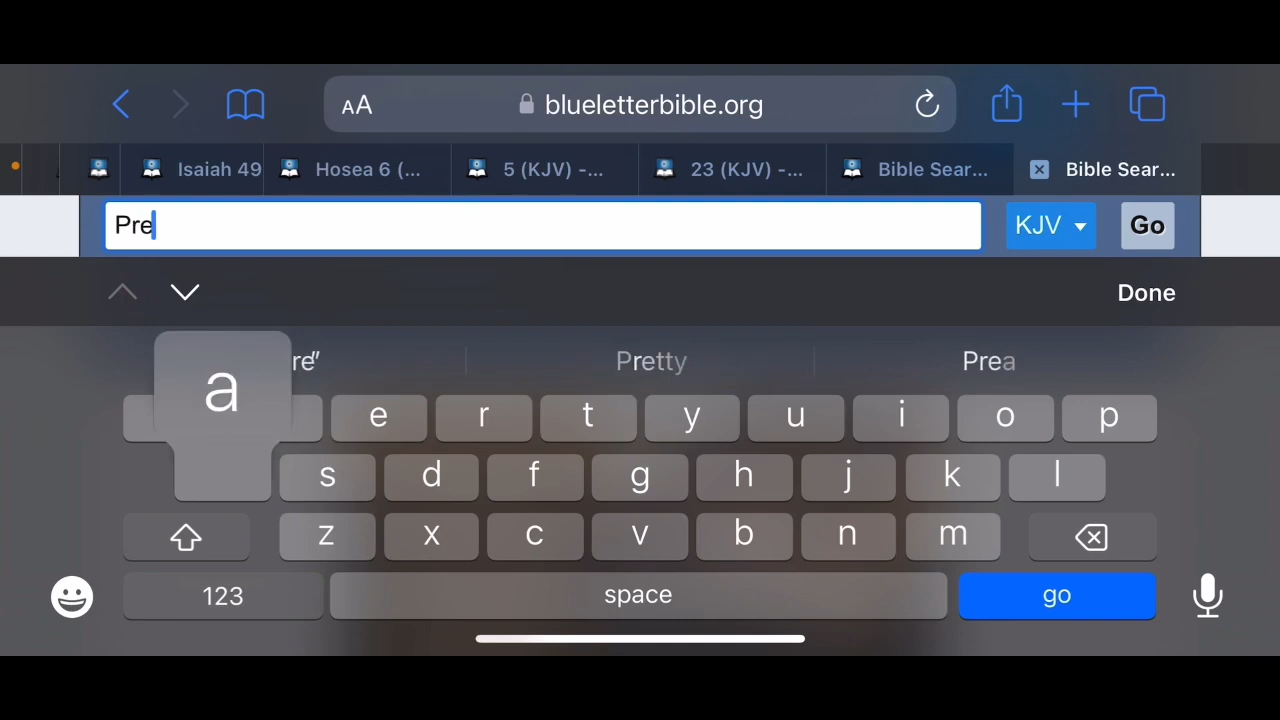 AA blueletterbible.org
Isaiah 49 Hosea 6 (... 5 (KJV) -... 23 (KJV) -... Bible Sear... Bible Sear...
Pre KJV Go
Done
re" Pretty Prea
a
e r t y u i o p
s d f g h j k l
z x c v b n m
123 space go